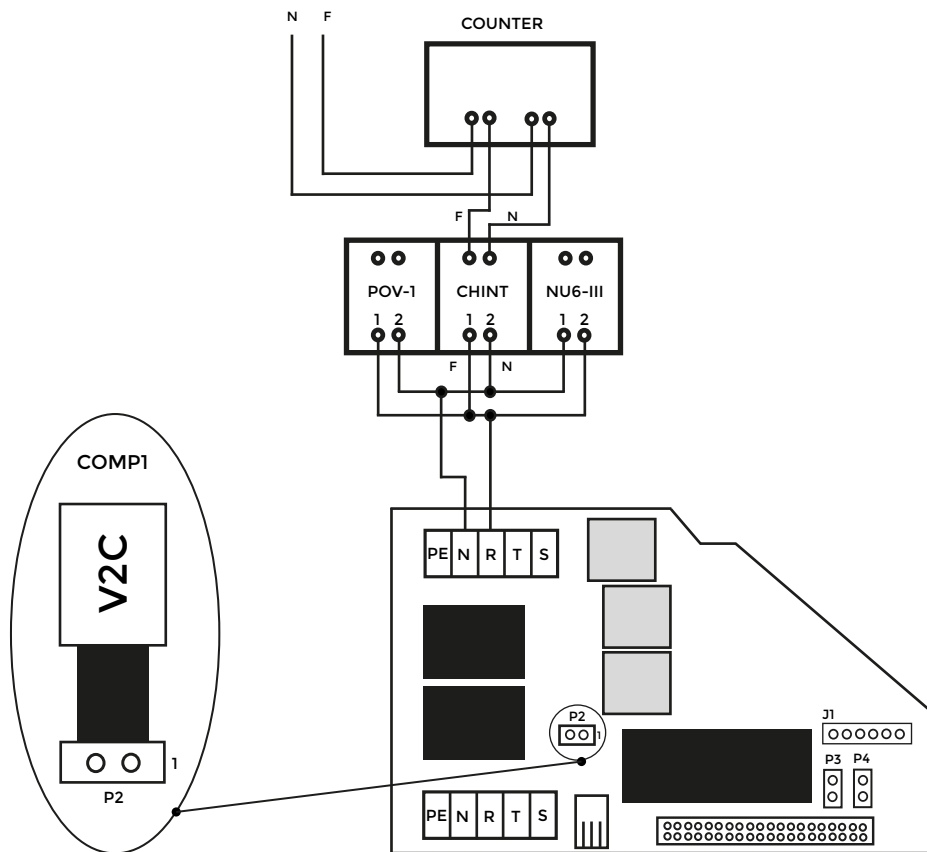 N F
COUNTER
F N
POV-1 CHINT NU6-III
1 2 1 2 1 2
F N
COMP1
V2C
1
P2
PE N R T S
P2
1
J1
P3 P4
PE N R T S